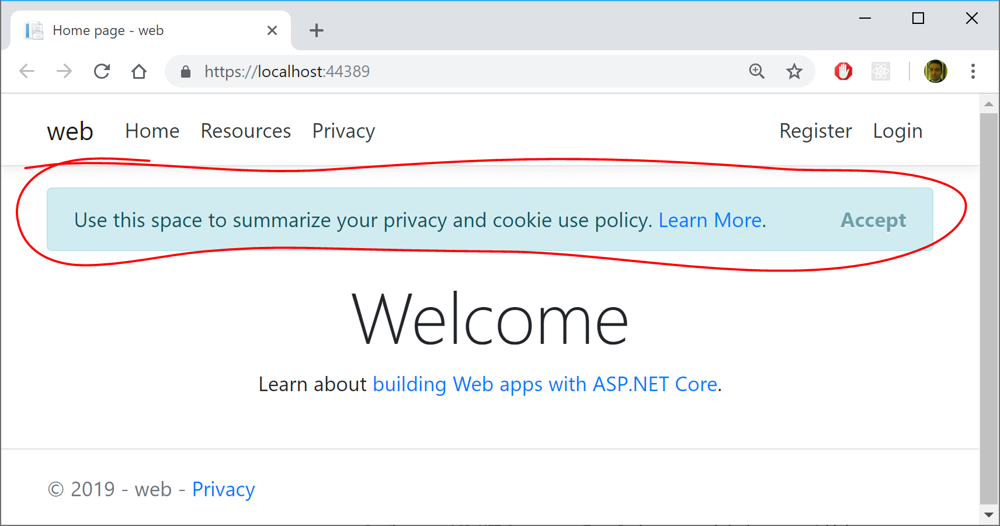 Home page - web
https://localhost:44389
web Home Resources Privacy Register Login
Use this space to summarize your privacy and cookie use policy. Learn More. Accept
Welcome
Learn about building Web apps with ASP.NET Core.
© 2019 - web - Privacy